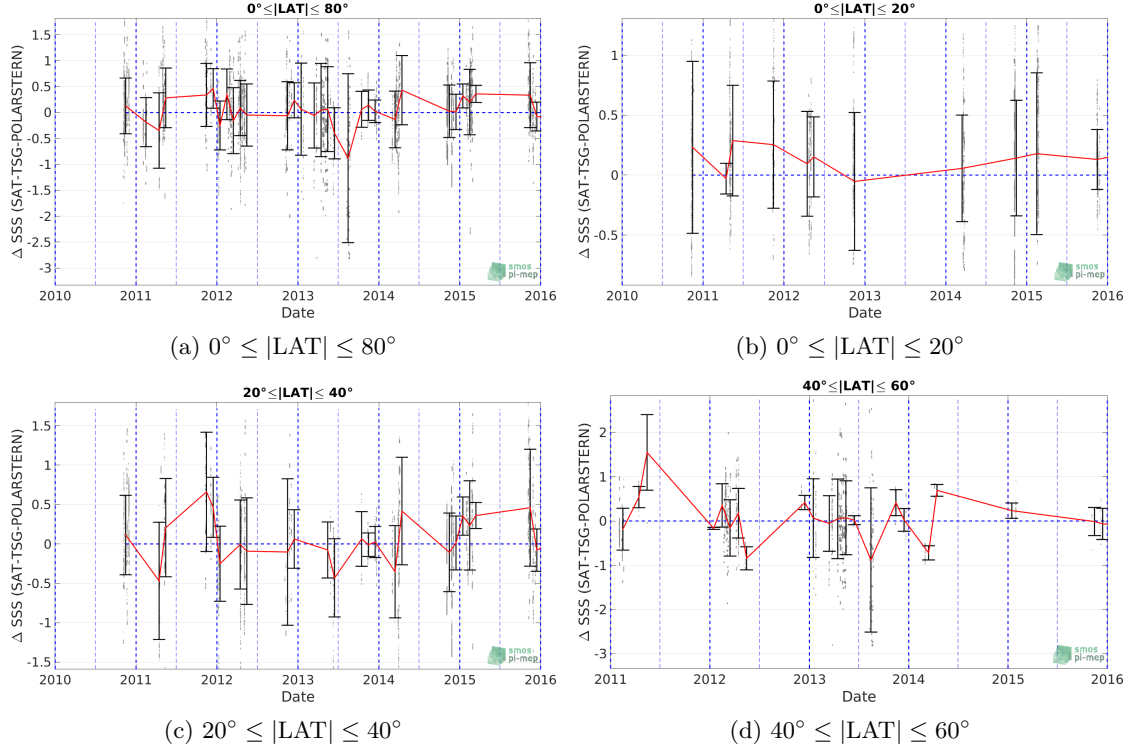 0°≤|LAT|≤ 80°
Δ SSS (SAT-TSG-POLARSTERN)
1.5
1
0.5
0
-0.5
-1
-1.5
-2
-2.5
-3
2010 2011 2012 2013 2014 2015 2016
Date
smos
pi-mep
(a) 0° ≤ |LAT| ≤ 80°
0°≤|LAT|≤ 20°
Δ SSS (SAT-TSG-POLARSTERN)
1
0.5
0
-0.5
2010 2011 2012 2013 2014 2015 2016
Date
smos
pi-mep
(b) 0° ≤ |LAT| ≤ 20°
20°≤|LAT|≤ 40°
Δ SSS (SAT-TSG-POLARSTERN)
1.5
1
0.5
0
-0.5
-1
-1.5
2010 2011 2012 2013 2014 2015 2016
Date
smos
pi-mep
(c) 20° ≤ |LAT| ≤ 40°
40°≤|LAT|≤ 60°
Δ SSS (SAT-TSG-POLARSTERN)
2
1
0
-1
-2
-3
2011 2012 2013 2014 2015 2016
Date
smos
pi-mep
(d) 40° ≤ |LAT| ≤ 60°